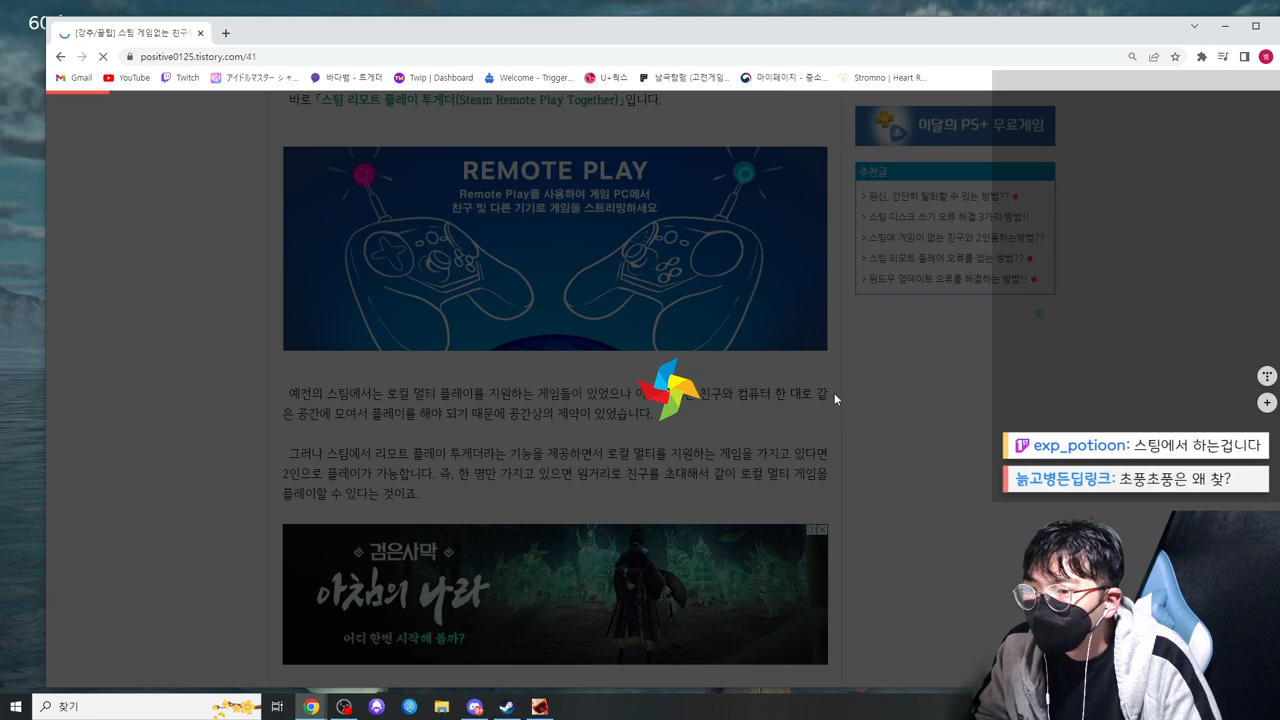 60
[강추/꿀팁] 스팀 게임없는 친구와
positive0125.tistory.com/41
Gmail
YouTube
Twitch
アイドルマスター シャ...
바다범 - 트게더
Twip | Dashboard
Welcome - Trigger...
U+웍스
남극탐험 (고전게임...
마이페이지 - 중소...
Stromno | Heart R...
바로 「스팀 리모트 플레이 투게더(Steam Remote Play Together)」입니다.
REMOTE PLAY
Remote Play를 사용하여 게임 PC에서
친구 및 다른 기기로 게임을 스트리밍하세요
예전의 스팀에서는 로컬 멀티 플레이를 지원하는 게임들이 있었으나 친구와 컴퓨터 한 대로 같
은 공간에 모여서 플레이를 해야 되기 때문에 공간상의 제약이 있었습니다.
그러나 스팀에서 리모트 플레이 투게더라는 기능을 제공하면서 로컬 멀티를 지원하는 게임을 가지고 있다면
2인으로 플레이가 가능합니다. 즉, 한 명만 가지고 있으면 원거리로 친구를 초대해서 같이 로컬 멀티 게임을
플레이할 수 있다는 것이죠.
검은사막
아침의 나라
어디 한번 시작해 볼까?
이달의 PS+ 무료게임
추천글
> 원신, 간단히 탈퇴할 수 있는 방법??
> 스팀 디스크 쓰기 오류 해결 3가지 방법!!
> 스팀에 게임이 없는 친구와 2인용하는방법??
> 스팀 리모트 플레이 오류를 잡는 방법??
> 윈도우 업데이트 오류를 해결하는 방법!!
exp_potioon: 스팀에서 하는겁니다
늙고병든딥링크: 초풍초풍은 왜 찾?
찾기